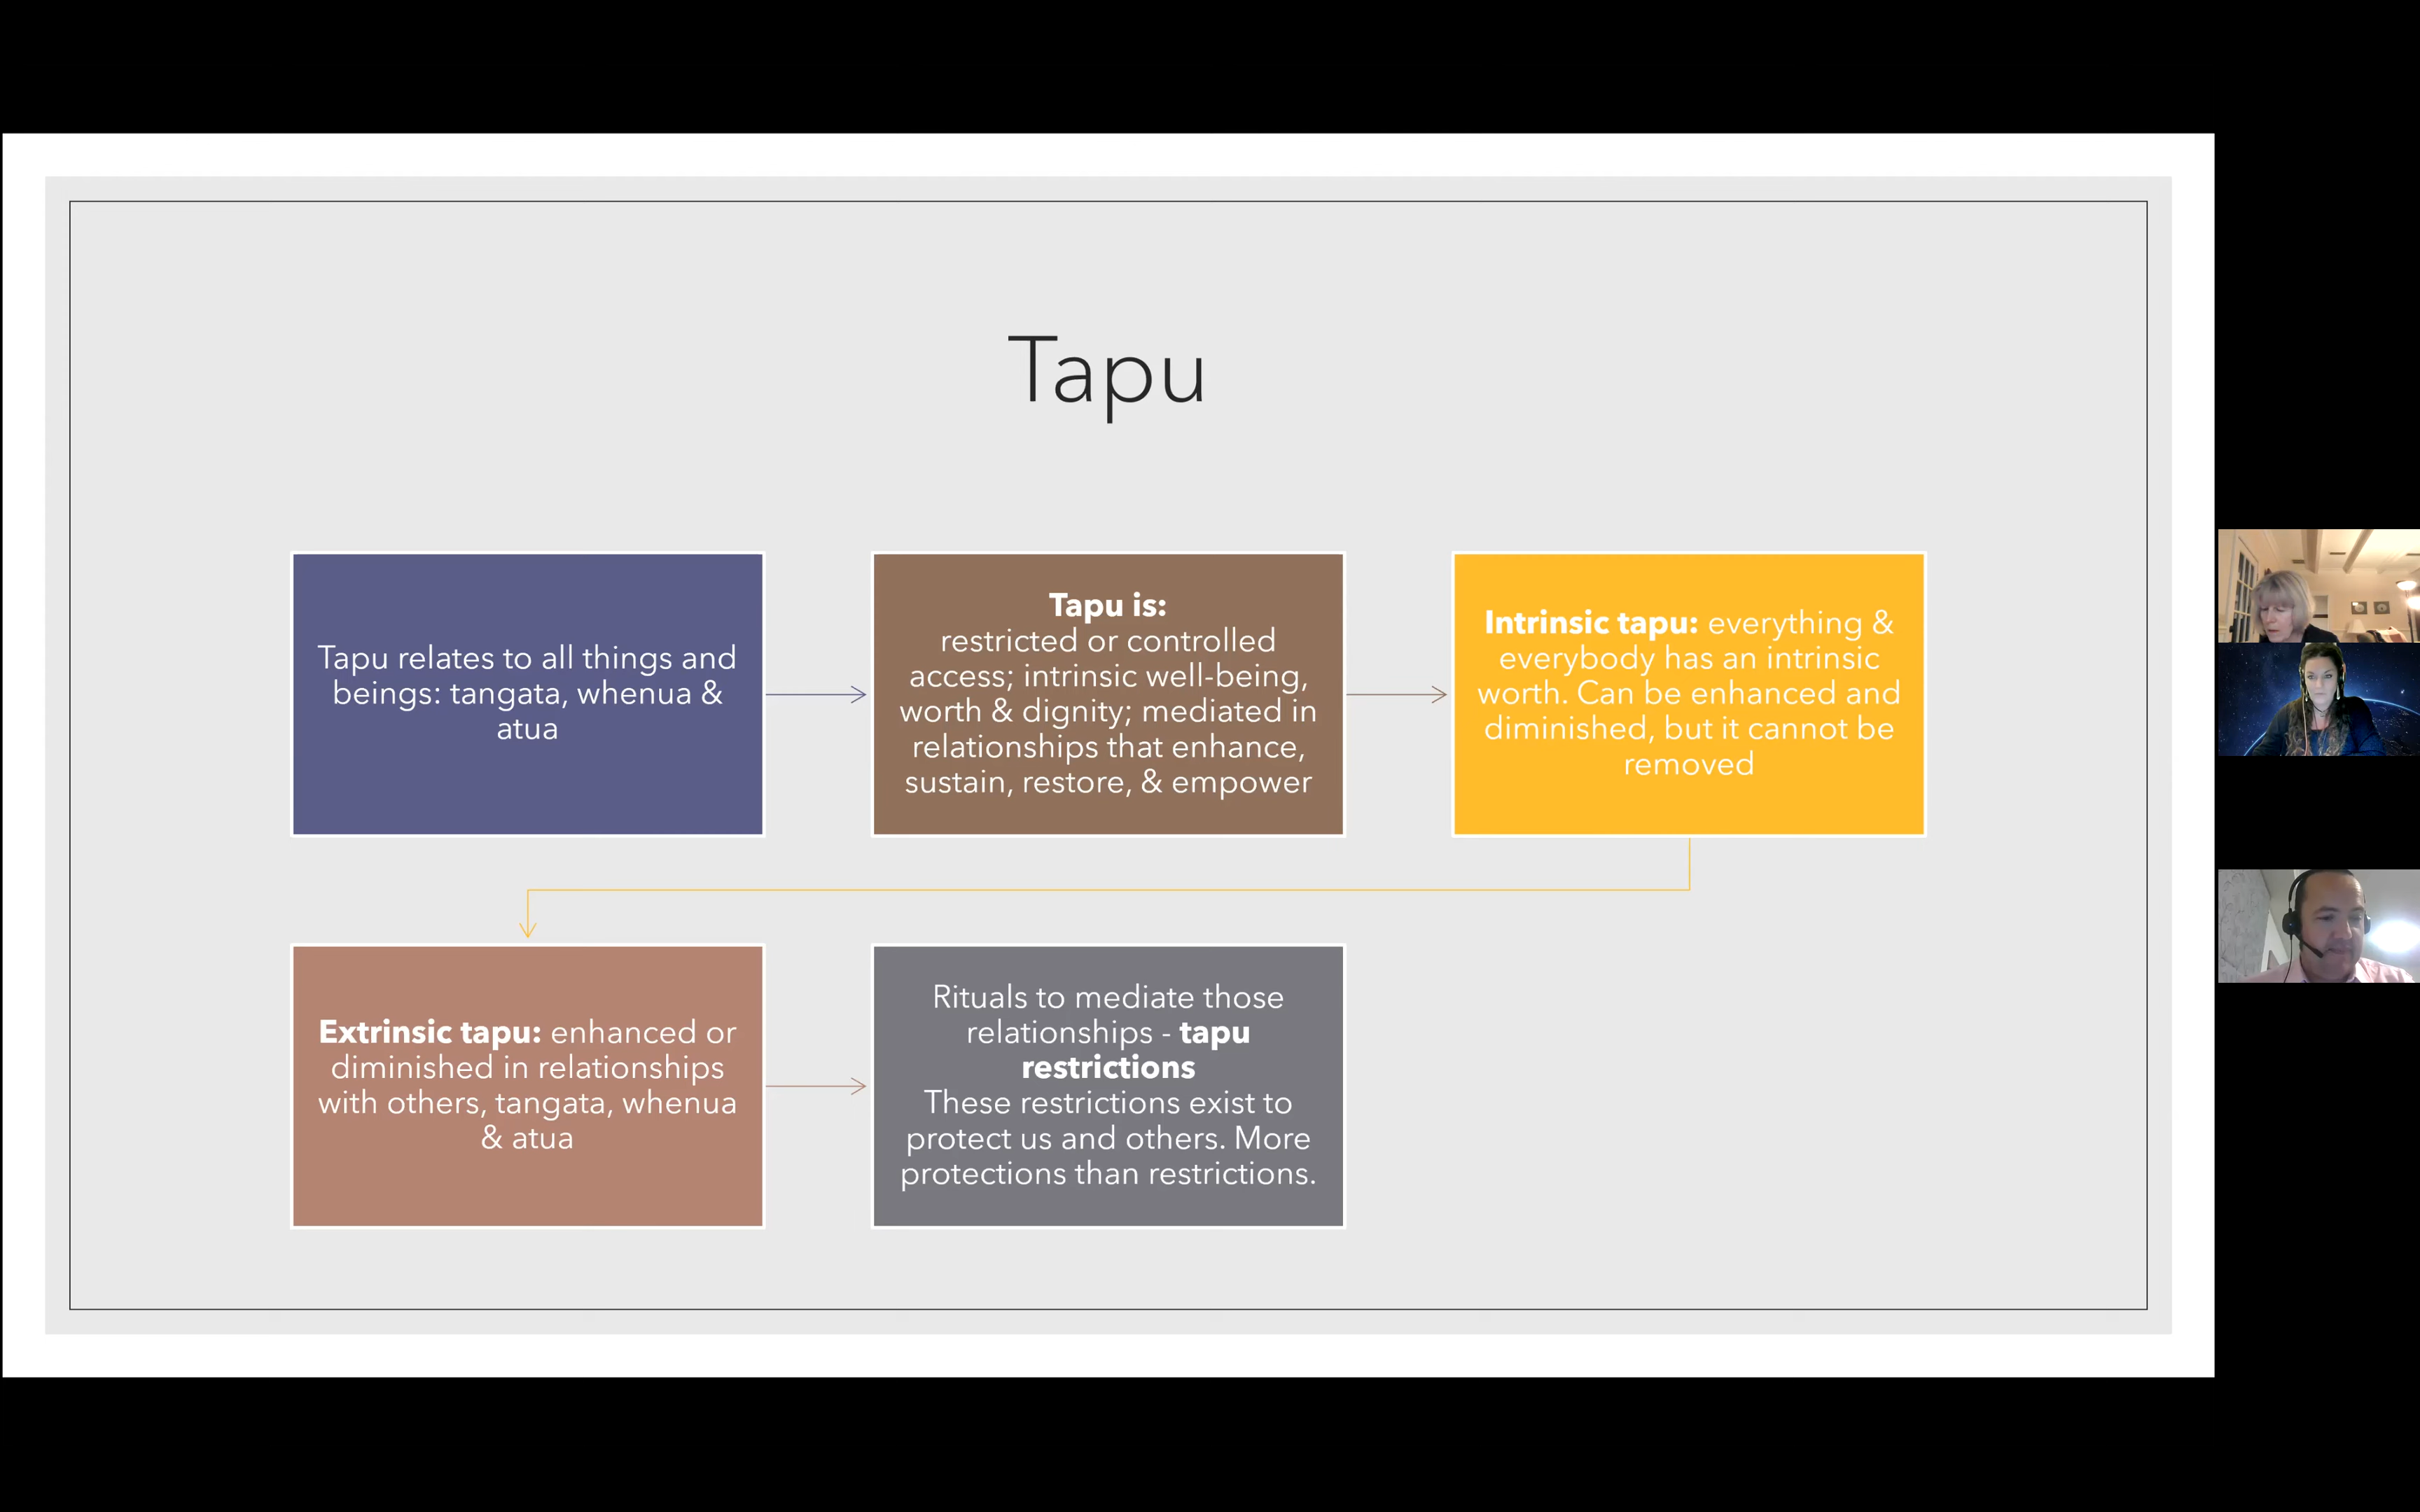 Tapu
Tapu relates to all things and
beings: tangata, whenua &
atua
Tapu is:
restricted or controlled
access; intrinsic well-being,
worth & dignity; mediated in
relationships that enhance,
sustain, restore, & empower
Intrinsic tapu: everything &
everybody has an intrinsic
worth. Can be enhanced and
diminished, but it cannot be
removed
Extrinsic tapu: enhanced or
diminished in relationships
with others, tangata, whenua
& atua
Rituals to mediate those
relationships - tapu
restrictions
These restrictions exist to
protect us and others. More
protections than restrictions.